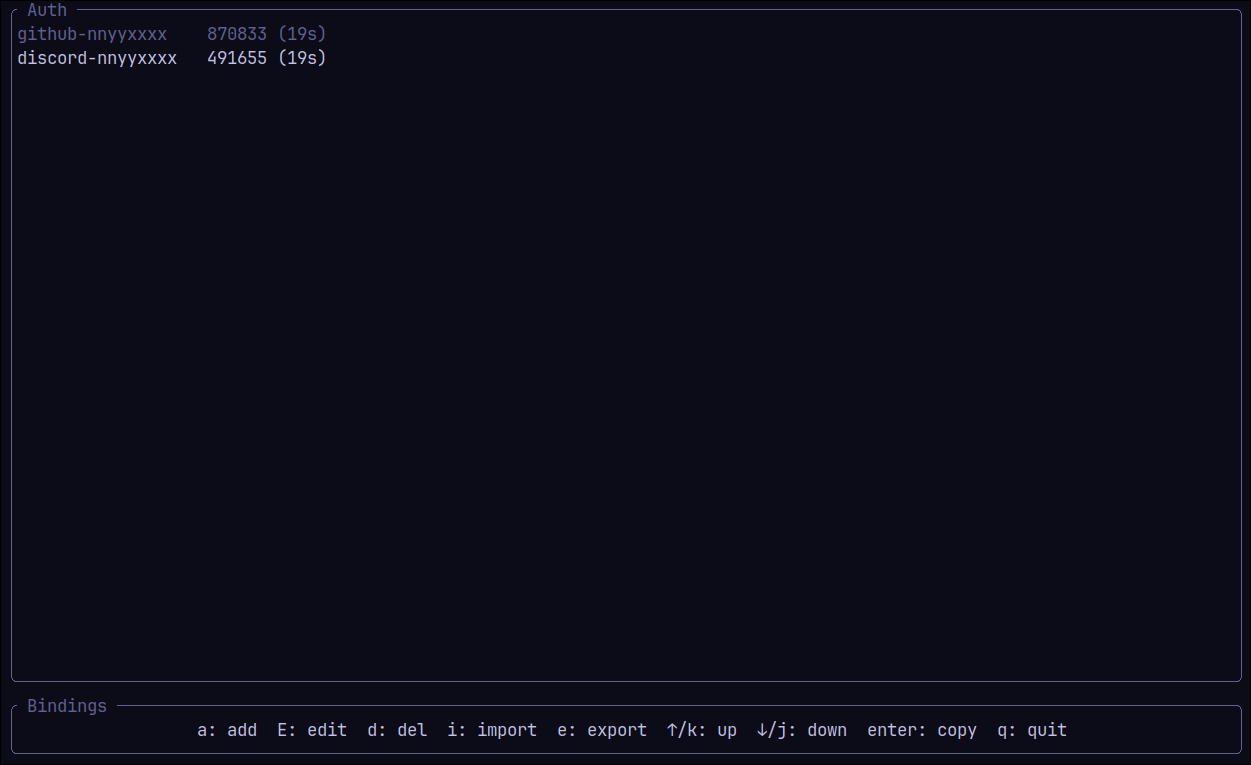 Auth
github-nnyyxxxx    870833 (19s)
discord-nnyyxxxx   491655 (19s)
Bindings
a: add  E: edit  d: del  i: import  e: export  ↑/k: up  ↓/j: down  enter: copy  q: quit